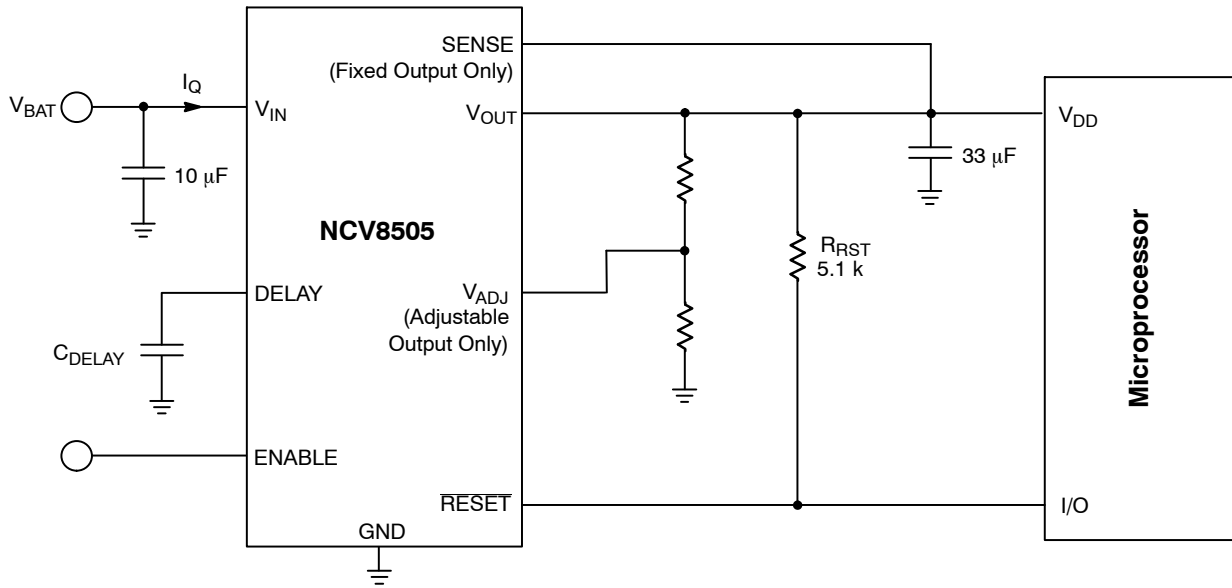 SENSE
(Fixed Output Only)
I_Q
V_BAT
V_IN
V_OUT
V_DD
10 μF
33 μF
NCV8505
R_RST
5.1 k
DELAY
V_ADJ
(Adjustable
Output Only)
C_DELAY
Microprocessor
ENABLE
R̅E̅S̅E̅T̅
I/O
GND